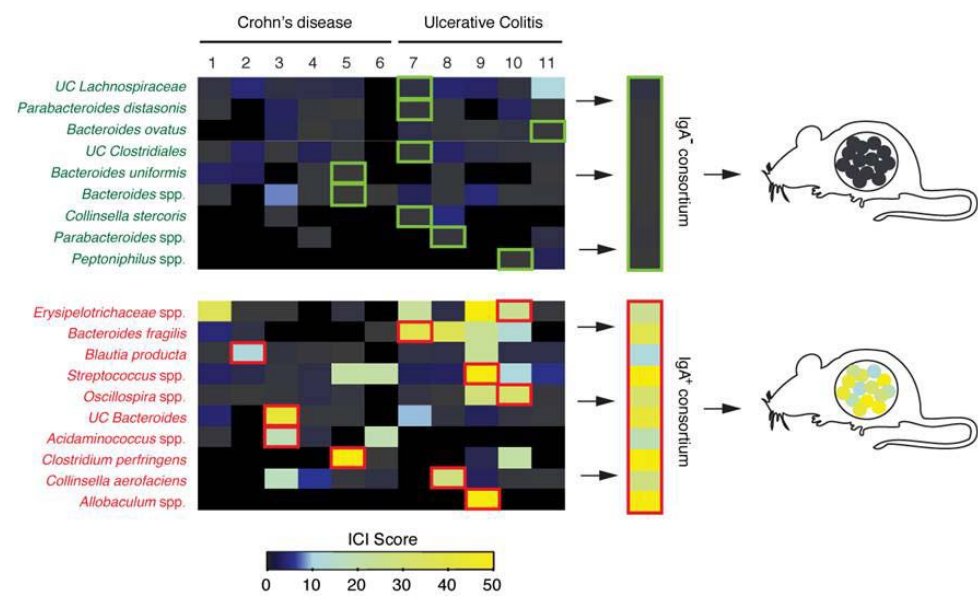 Crohn's disease Ulcerative Colitis
1 2 3 4 5 6 7 8 9 10 11
UC Lachnospiraceae
Parabacteroides distasonis
Bacteroides ovatus
UC Clostridiales
Bacteroides uniformis
Bacteroides spp.
Collinsella stercoris
Parabacteroides spp.
Peptoniphilus spp.
IgA⁻ consortium
Erysipelotrichaceae spp.
Bacteroides fragilis
Blautia producta
Streptococcus spp.
Oscillospira spp.
UC Bacteroides
Acidaminococcus spp.
Clostridium perfringens
Collinsella aerofaciens
Allobaculum spp.
IgA⁺ consortium
ICI Score
0 10 20 30 40 50